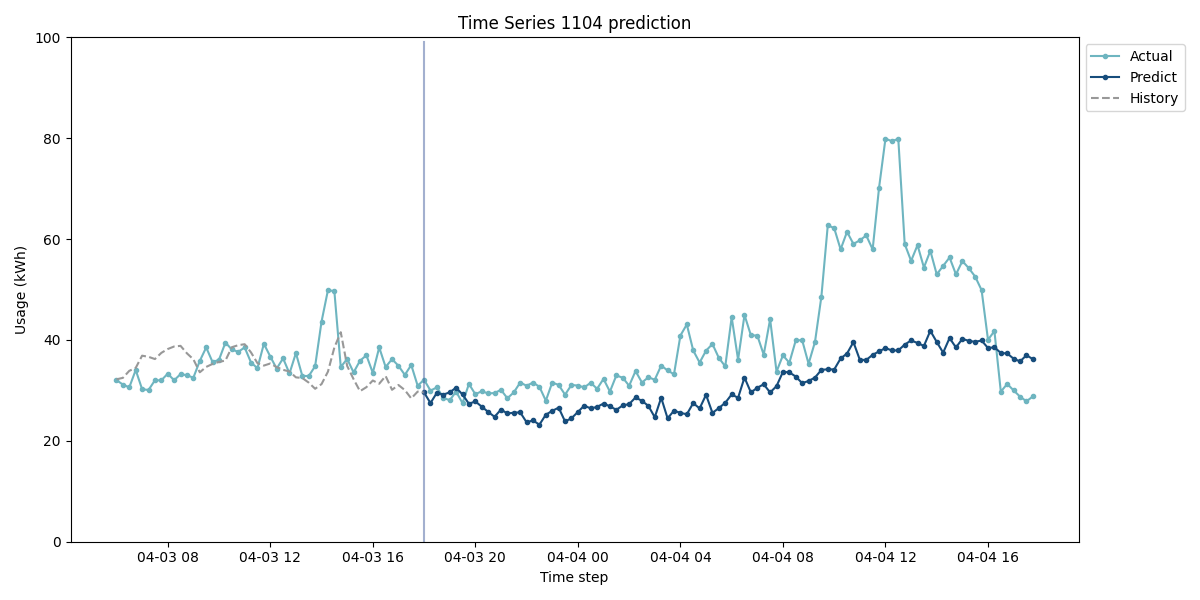 Time Series 1104 prediction
100
80
60
40
20
0
Usage (kWh)
04-03 08
04-03 12
04-03 16
04-03 20
04-04 00
04-04 04
04-04 08
04-04 12
04-04 16
Time step
Actual
Predict
History